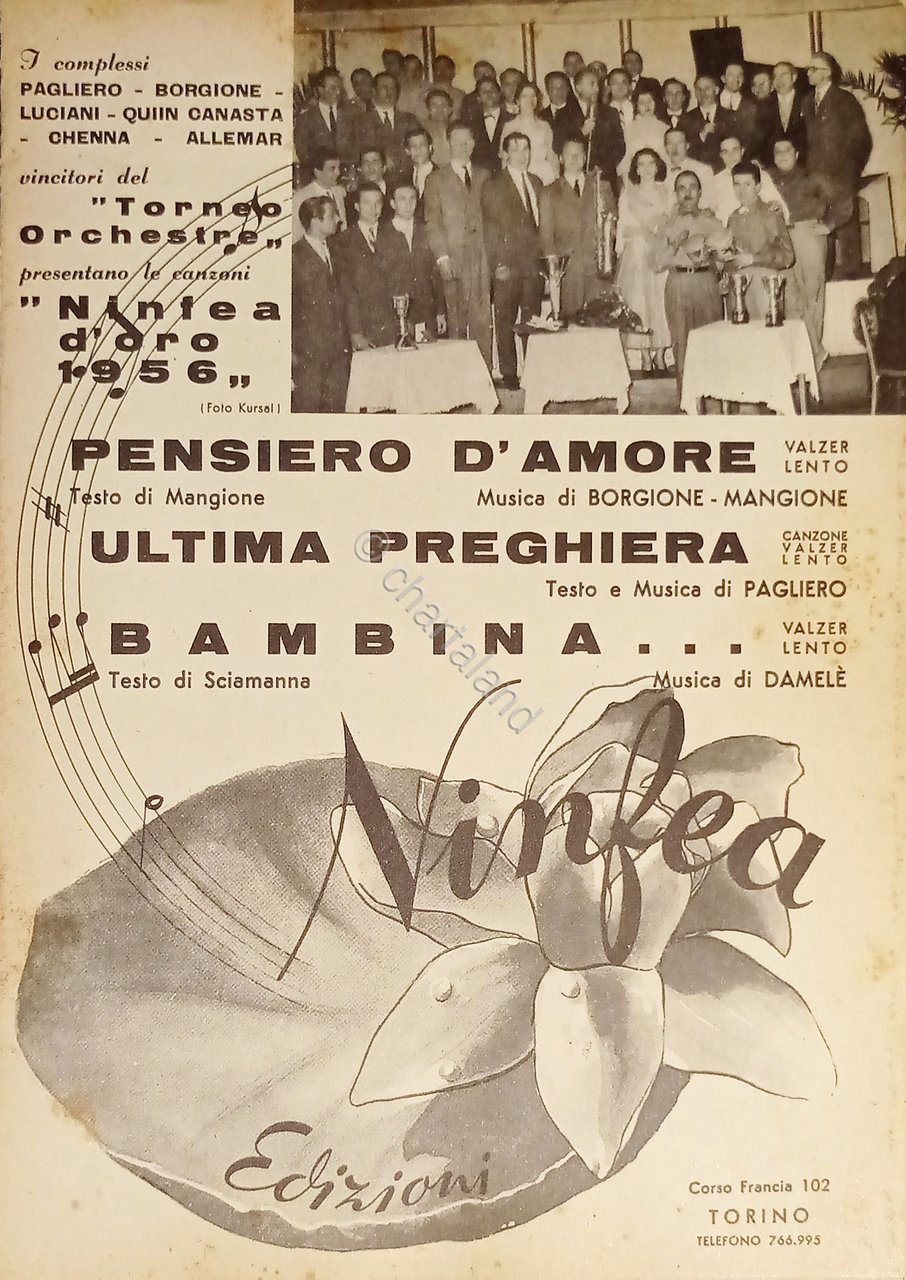 I complessi
PAGLIERO - BORGIONE -
LUCIANI - QUIIN CANASTA
- CHENNA - ALLEMAR
vincitori del
"Torneo
Orchestre„
presentano le canzoni
"Ninfea
d'oro
1956„
(Foto Kursal)
PENSIERO D'AMORE VALZER LENTO
Testo di Mangione Musica di BORGIONE - MANGIONE
ULTIMA PREGHIERA CANZONE VALZER LENTO
Testo e Musica di PAGLIERO
BAMBINA... VALZER LENTO
Testo di Sciamanna Musica di DAMELÈ
© chartaland
Ninfea
Edizioni
Corso Francia 102
TORINO
TELEFONO 766.995